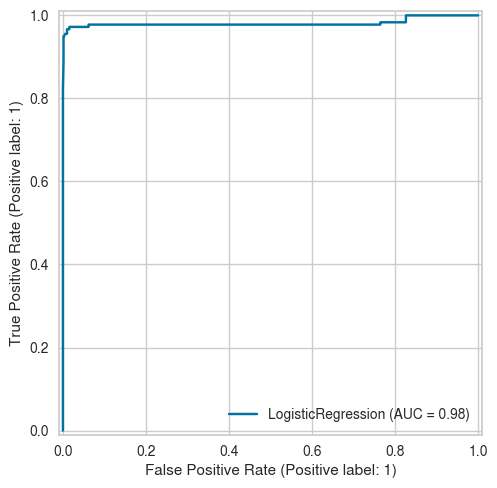 1.0
0.8
0.6
0.4
0.2
0.0
True Positive Rate (Positive label: 1)
LogisticRegression (AUC = 0.98)
0.0 0.2 0.4 0.6 0.8 1.0
False Positive Rate (Positive label: 1)